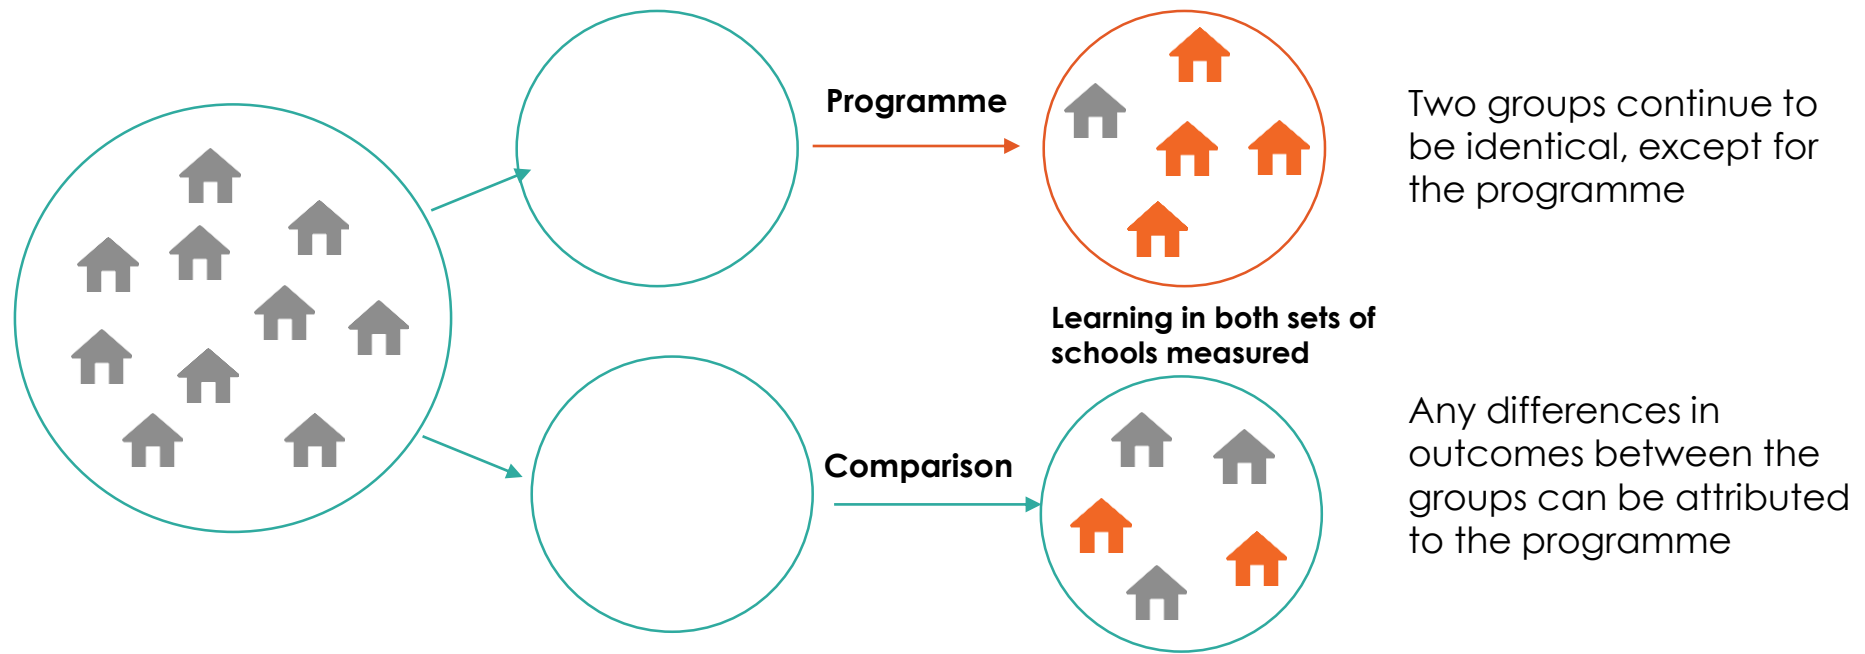 Programme
Two groups continue to
be identical, except for
the programme
Learning in both sets of
schools measured
Comparison
Any differences in
outcomes between the
groups can be attributed
to the programme